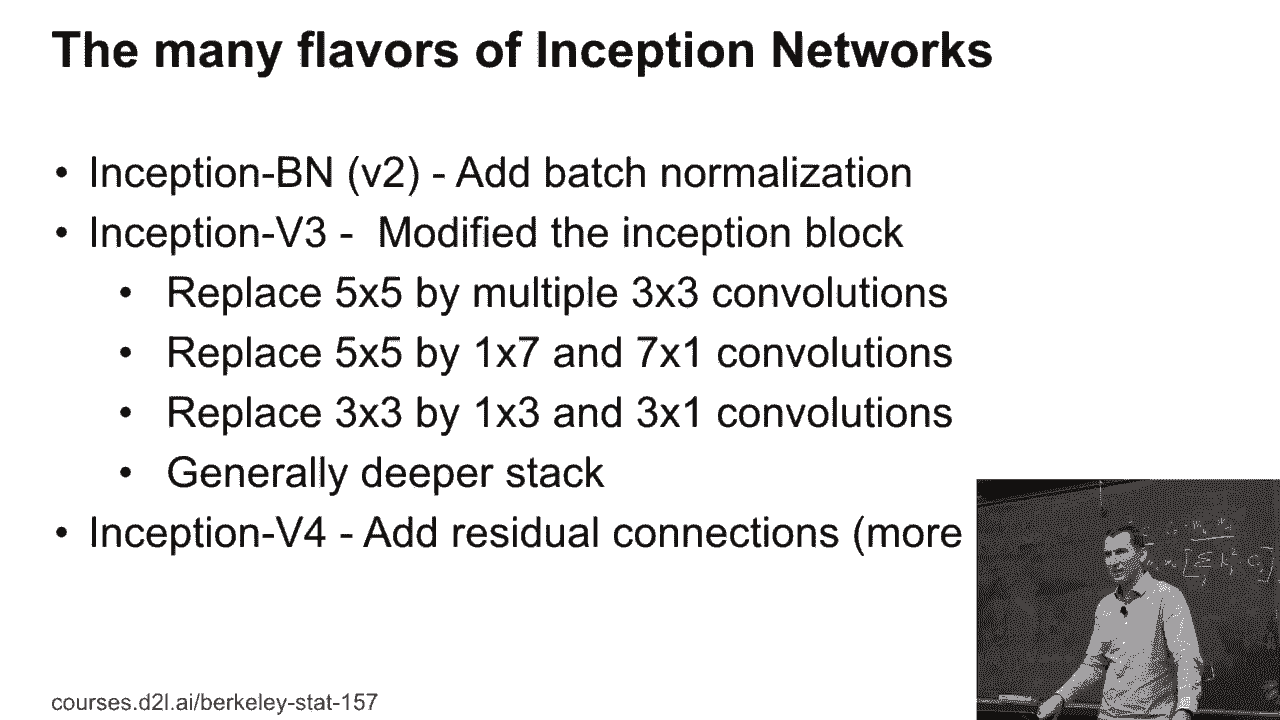 The many flavors of Inception Networks
• Inception-BN (v2) - Add batch normalization
• Inception-V3 - Modified the inception block
• Replace 5x5 by multiple 3x3 convolutions
• Replace 5x5 by 1x7 and 7x1 convolutions
• Replace 3x3 by 1x3 and 3x1 convolutions
• Generally deeper stack
• Inception-V4 - Add residual connections (more
courses.d2l.ai/berkeley-stat-157